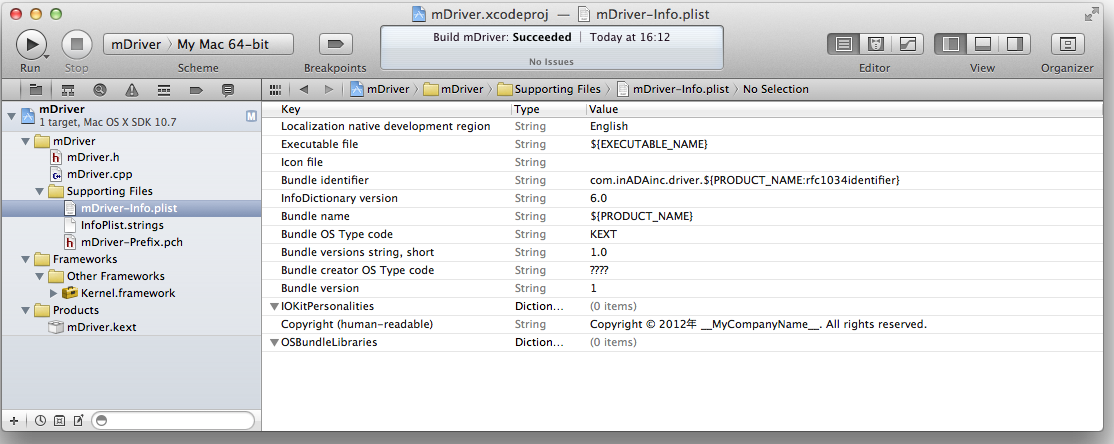 mDriver.xcodeproj — mDriver-Info.plist
Run
Stop
mDriver 〉 My Mac 64-bit
Scheme
Breakpoints
Build mDriver: Succeeded | Today at 16:12
No Issues
Editor
View
Organizer
mDriver 〉 mDriver 〉 Supporting Files 〉 mDriver-Info.plist 〉 No Selection
mDriver
1 target, Mac OS X SDK 10.7
M
mDriver
h mDriver.h
c+ mDriver.cpp
Supporting Files
mDriver-Info.plist
InfoPlist.strings
h mDriver-Prefix.pch
Frameworks
Other Frameworks
Kernel.framework
Products
mDriver.kext
Key Type Value
Localization native development region String English
Executable file String ${EXECUTABLE_NAME}
Icon file String
Bundle identifier String com.inADAinc.driver.${PRODUCT_NAME:rfc1034identifier}
InfoDictionary version String 6.0
Bundle name String ${PRODUCT_NAME}
Bundle OS Type code String KEXT
Bundle versions string, short String 1.0
Bundle creator OS Type code String ????
Bundle version String 1
IOKitPersonalities Diction... (0 items)
Copyright (human-readable) String Copyright © 2012年 __MyCompanyName__. All rights reserved.
OSBundleLibraries Diction... (0 items)